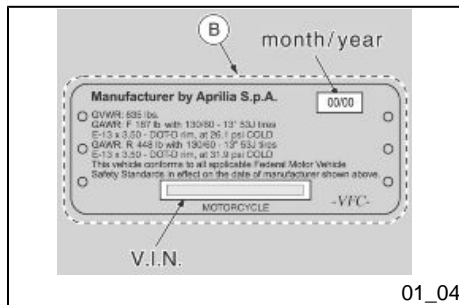 B
month/year
Manufacturer by Aprilia S.p.A.
00/00
GVWR: 635 lbs.
GAWR: F 187 lb with 130/60 - 13" 53J tires
E-13 x 3.50 - DOT-D rim, at 26.1 psi COLD
GAWR: R 448 lb with 130/60 - 13" 53J tires
E-13 x 3.50 - DOT-D rim, at 31.9 psi COLD
This vehicle conforms to all applicable Federal Motor Vehicle
Safety Standards in effect on the date of manufacturer shown above.
MOTORCYCLE
-VFC-
V.I.N.
01_04